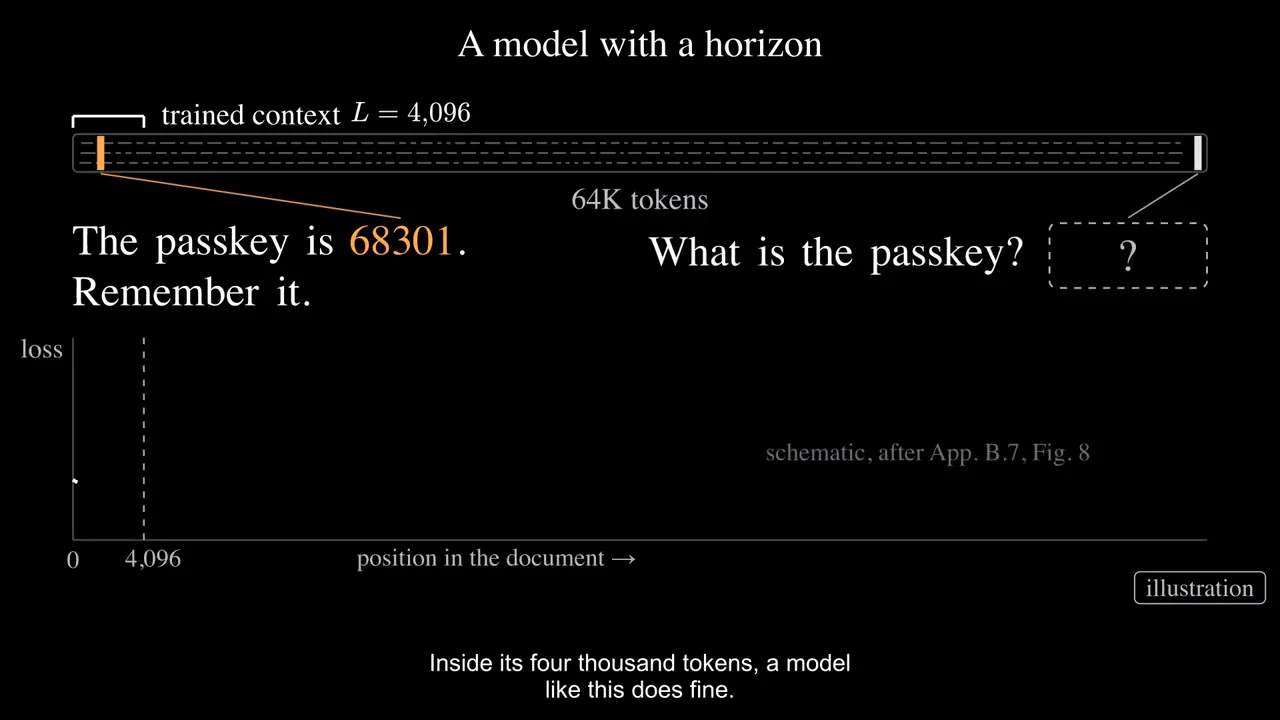 A model with a horizon
trained context L = 4,096
64K tokens
The passkey is 68301.
Remember it.
What is the passkey?
?
loss
schematic, after App. B.7, Fig. 8
0
4,096
position in the document →
illustration
Inside its four thousand tokens, a model
like this does fine.